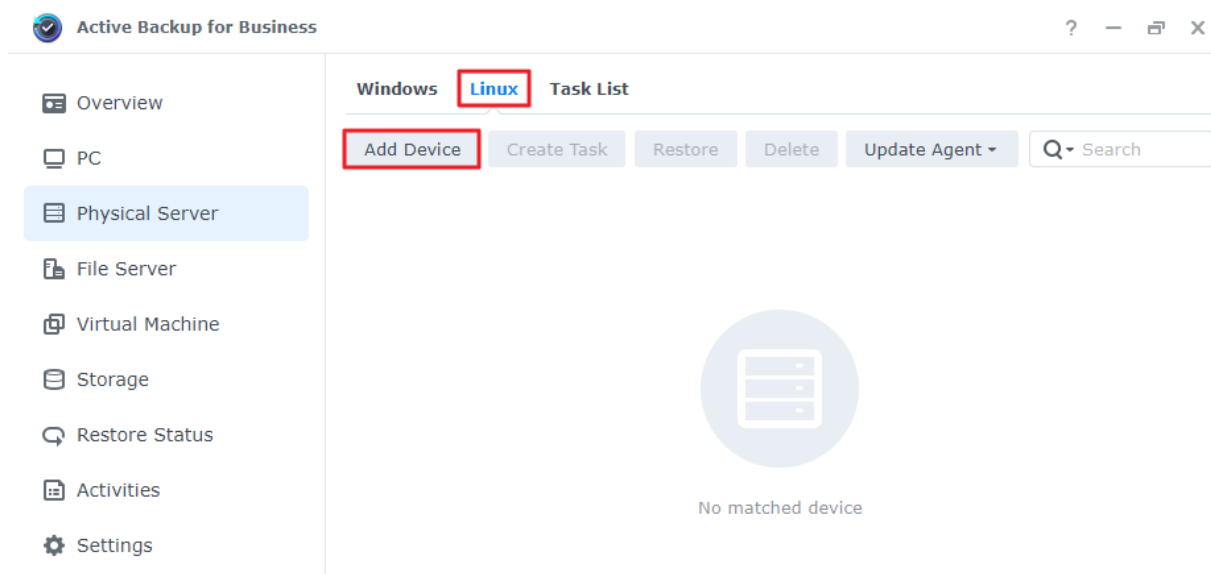 Active Backup for Business
?
Overview
PC
Physical Server
File Server
Virtual Machine
Storage
Restore Status
Activities
Settings
Windows Linux Task List
Add Device Create Task Restore Delete Update Agent Search
No matched device